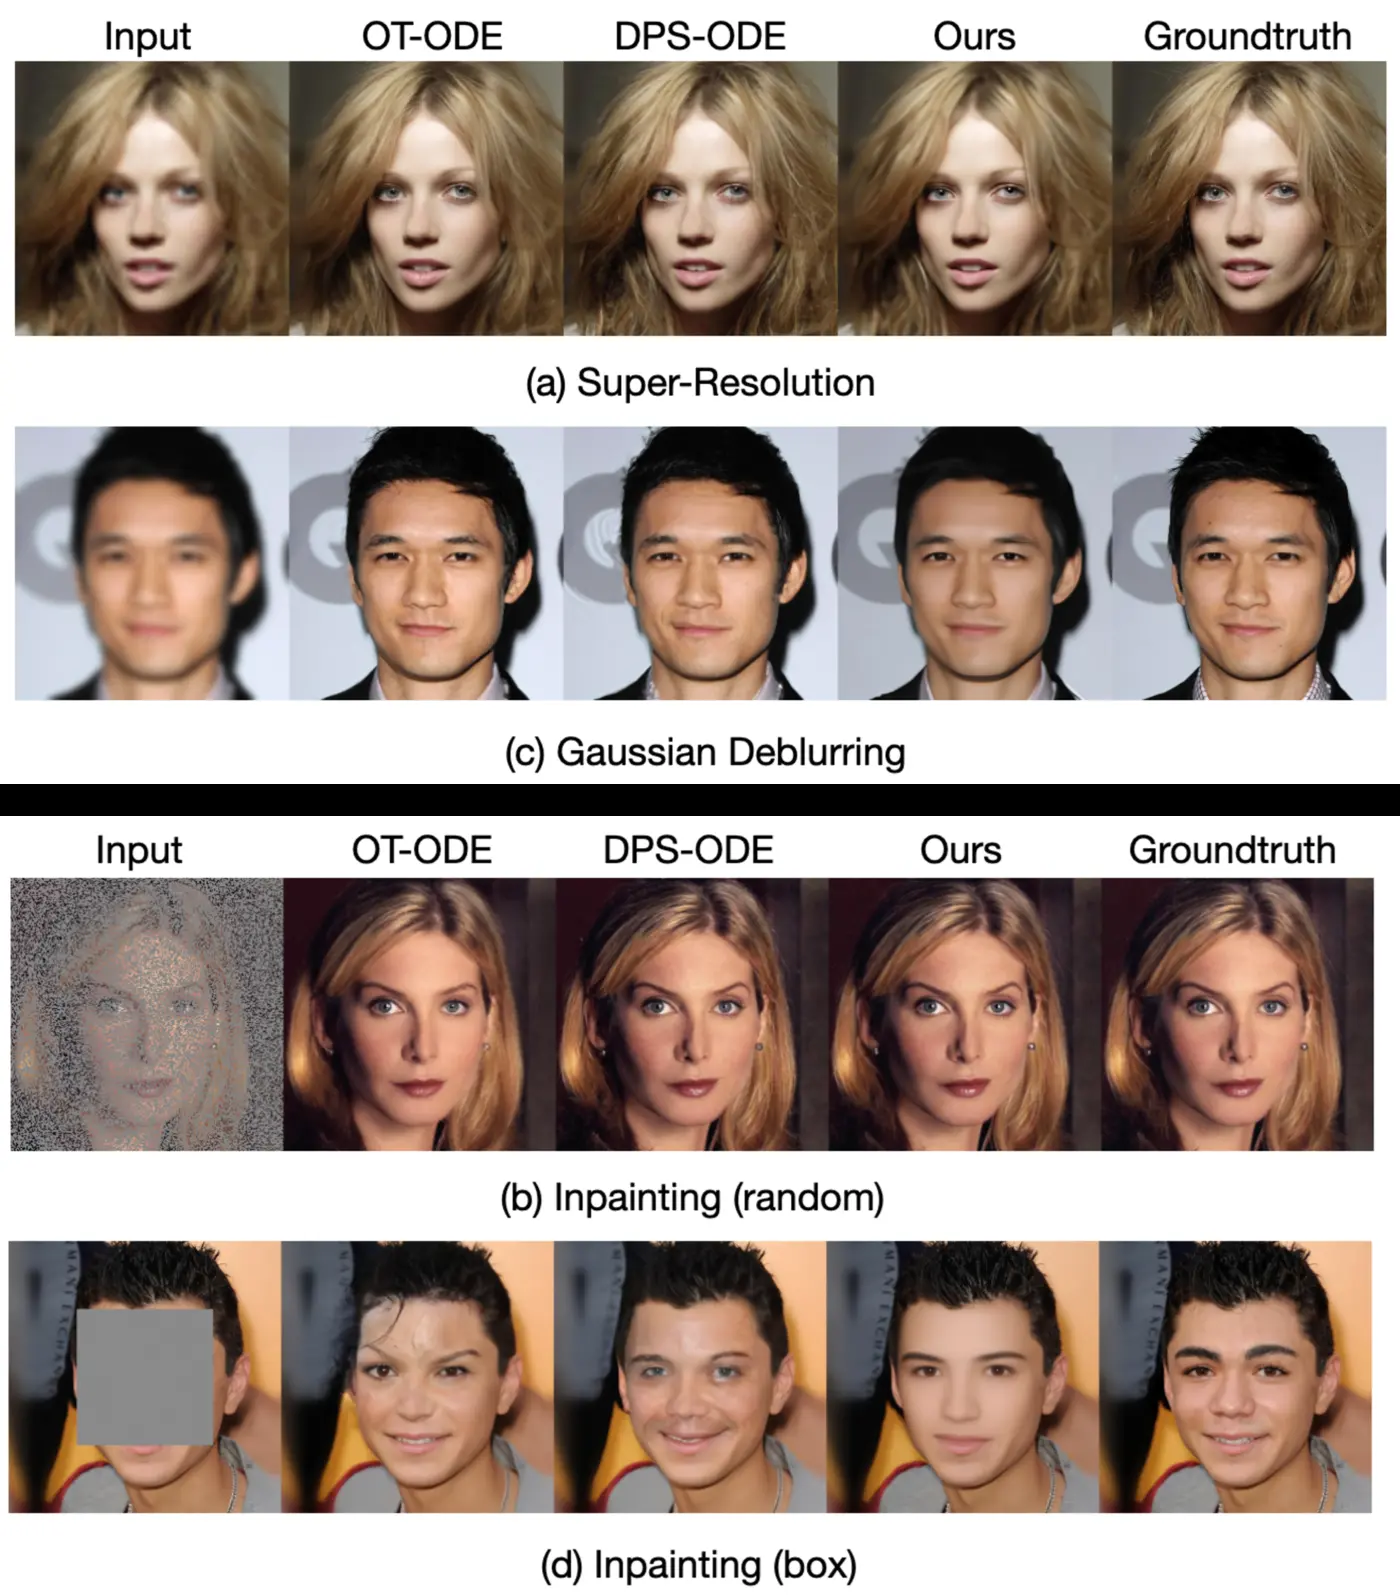 Input OT-ODE DPS-ODE Ours Groundtruth
(a) Super-Resolution
(c) Gaussian Deblurring
Input OT-ODE DPS-ODE Ours Groundtruth
(b) Inpainting (random)
(d) Inpainting (box)